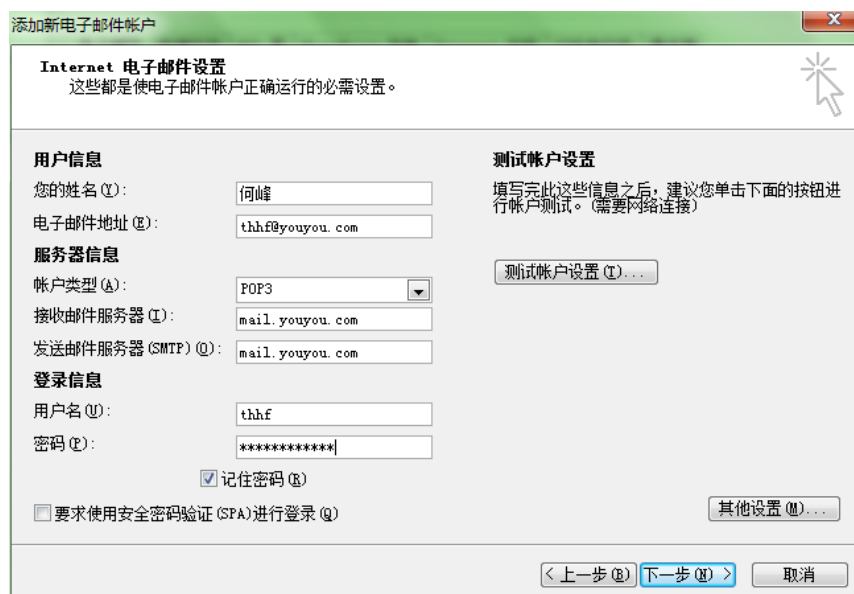 添加新电子邮件帐户
Internet 电子邮件设置
这些都是使电子邮件帐户正确运行的必需设置。
用户信息
您的姓名(Y):
何峰
电子邮件地址(E):
thhf@youyou.com
服务器信息
帐户类型(A):
POP3
接收邮件服务器(I):
mail.youyou.com
发送邮件服务器(SMTP)(O):
mail.youyou.com
登录信息
用户名(U):
thhf
密码(P):
************
记住密码(R)
要求使用安全密码验证(SPA)进行登录(Q)
测试帐户设置
填写完此这些信息之后，建议您单击下面的按钮进
行帐户测试。(需要网络连接)
测试帐户设置(T)...
其他设置(M)...
< 上一步(B)
下一步(N) >
取消